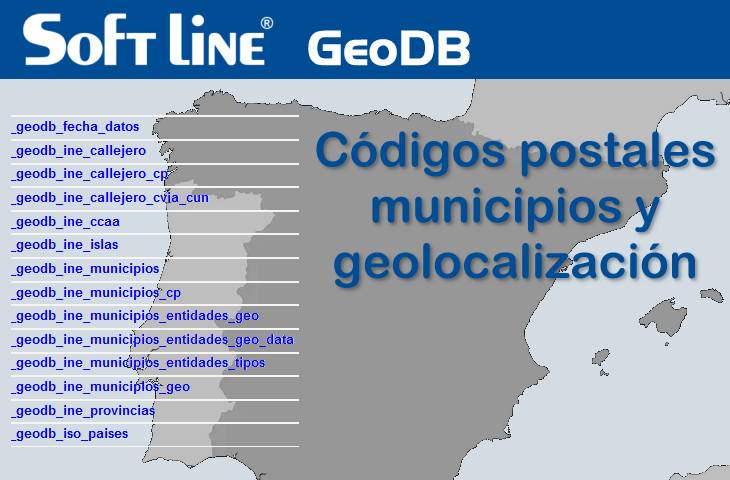 Soft Line® GeoDB
_geodb_fecha_datos
_geodb_ine_callejero
_geodb_ine_callejero_cp
_geodb_ine_callejero_cvia_cun
_geodb_ine_ccaa
_geodb_ine_islas
_geodb_ine_municipios
_geodb_ine_municipios_cp
_geodb_ine_municipios_entidades_geo
_geodb_ine_municipios_entidades_geo_data
_geodb_ine_municipios_entidades_tipos
_geodb_ine_municipios_geo
_geodb_ine_provincias
_geodb_iso_paises
Códigos postales
municipios y
geolocalización